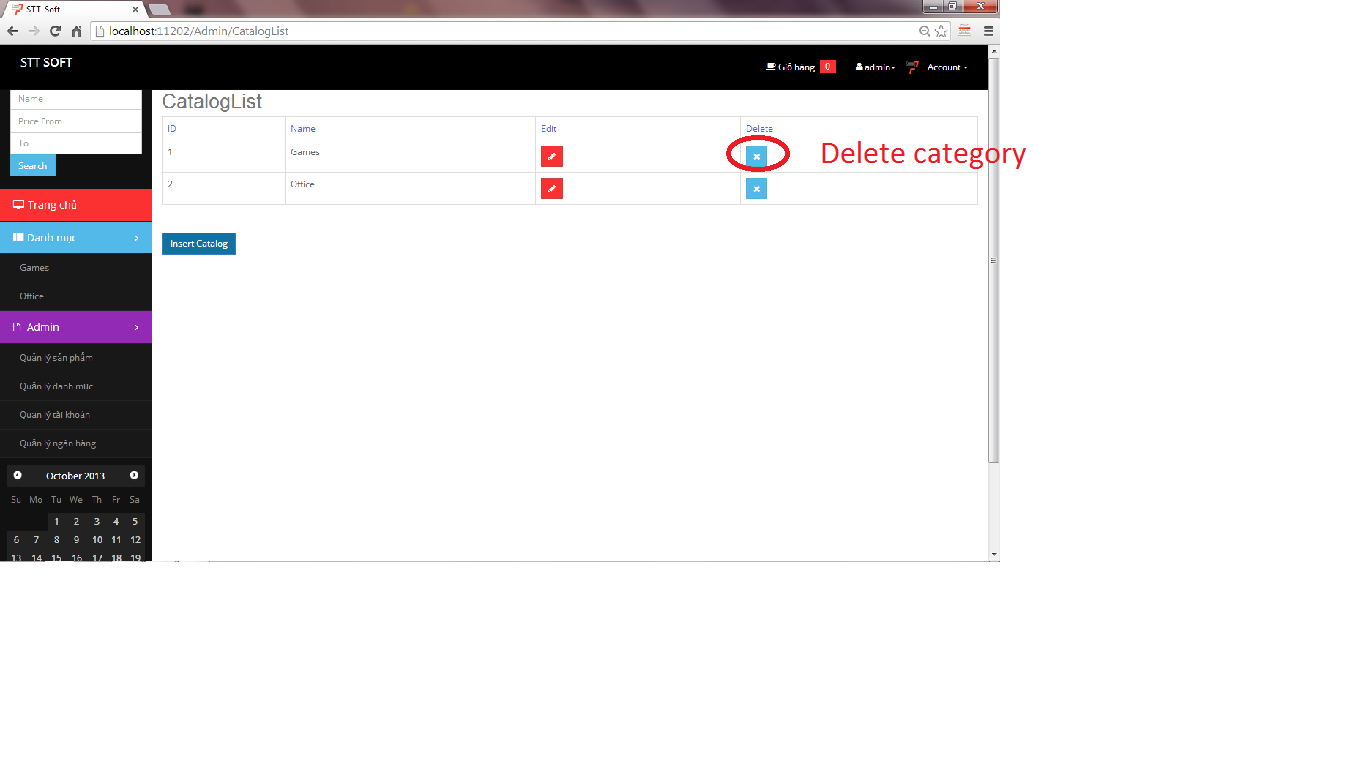 STT Soft
localhost:11202/Admin/CatalogList
STT SOFT
Giỏ hàng 0 admin Account
Name
Price From
To
Search
Trang chủ
Danh mục
Games
Office
Admin
Quản lý sản phẩm
Quản lý danh mục
Quản lý tài khoản
Quản lý ngân hàng
October 2013
Su Mo Tu We Th Fr Sa
1 2 3 4 5
6 7 8 9 10 11 12
13 14 15 16 17 18 19
CatalogList
ID Name Edit Delete
1 Games
2 Office
Insert Catalog
Delete category